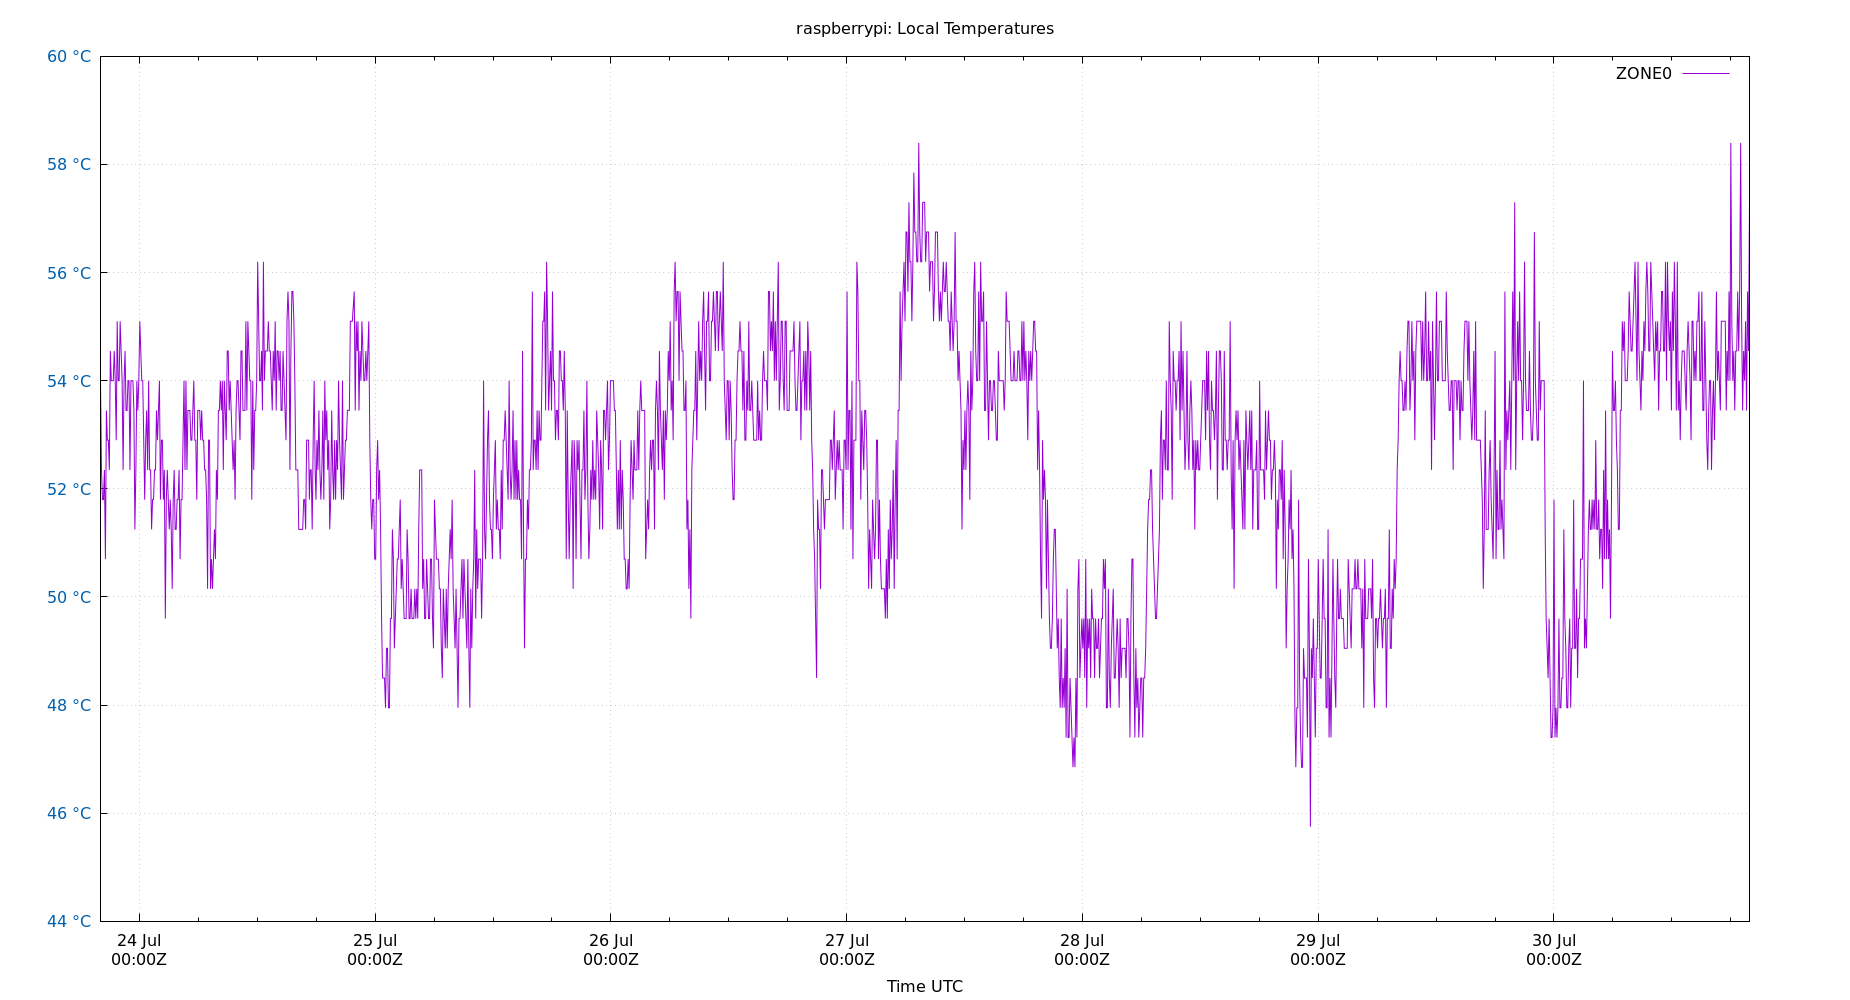 raspberrypi: Local Temperatures
60 °C
ZONE0
58 °C
56 °C
54 °C
52 °C
50 °C
48 °C
46 °C
44 °C
24 Jul 25 Jul 26 Jul 27 Jul 28 Jul 29 Jul 30 Jul
00:00Z 00:00Z 00:00Z 00:00Z 00:00Z 00:00Z 00:00Z
Time UTC